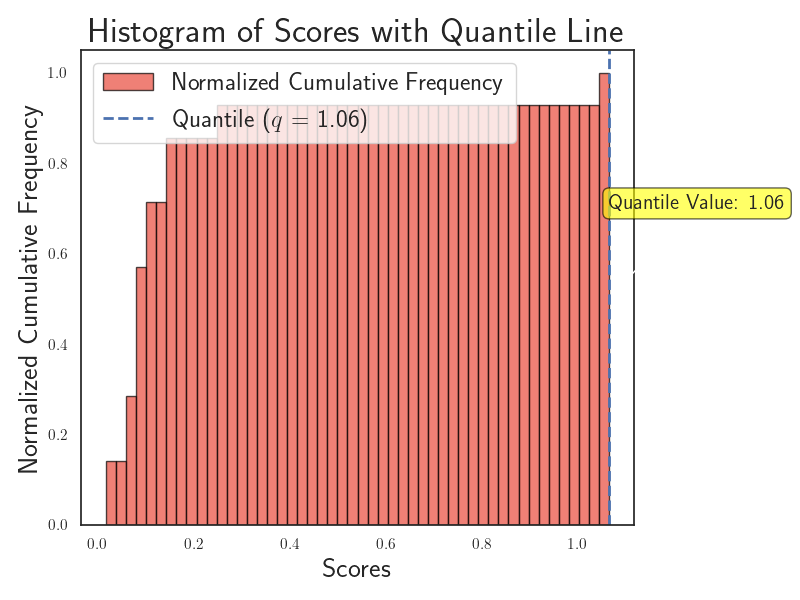 Histogram of Scores with Quantile Line
Normalized Cumulative Frequency
Quantile (q = 1.06)
Quantile Value: 1.06
Normalized Cumulative Frequency
1.0
0.8
0.6
0.4
0.2
0.0
0.0 0.2 0.4 0.6 0.8 1.0
Scores